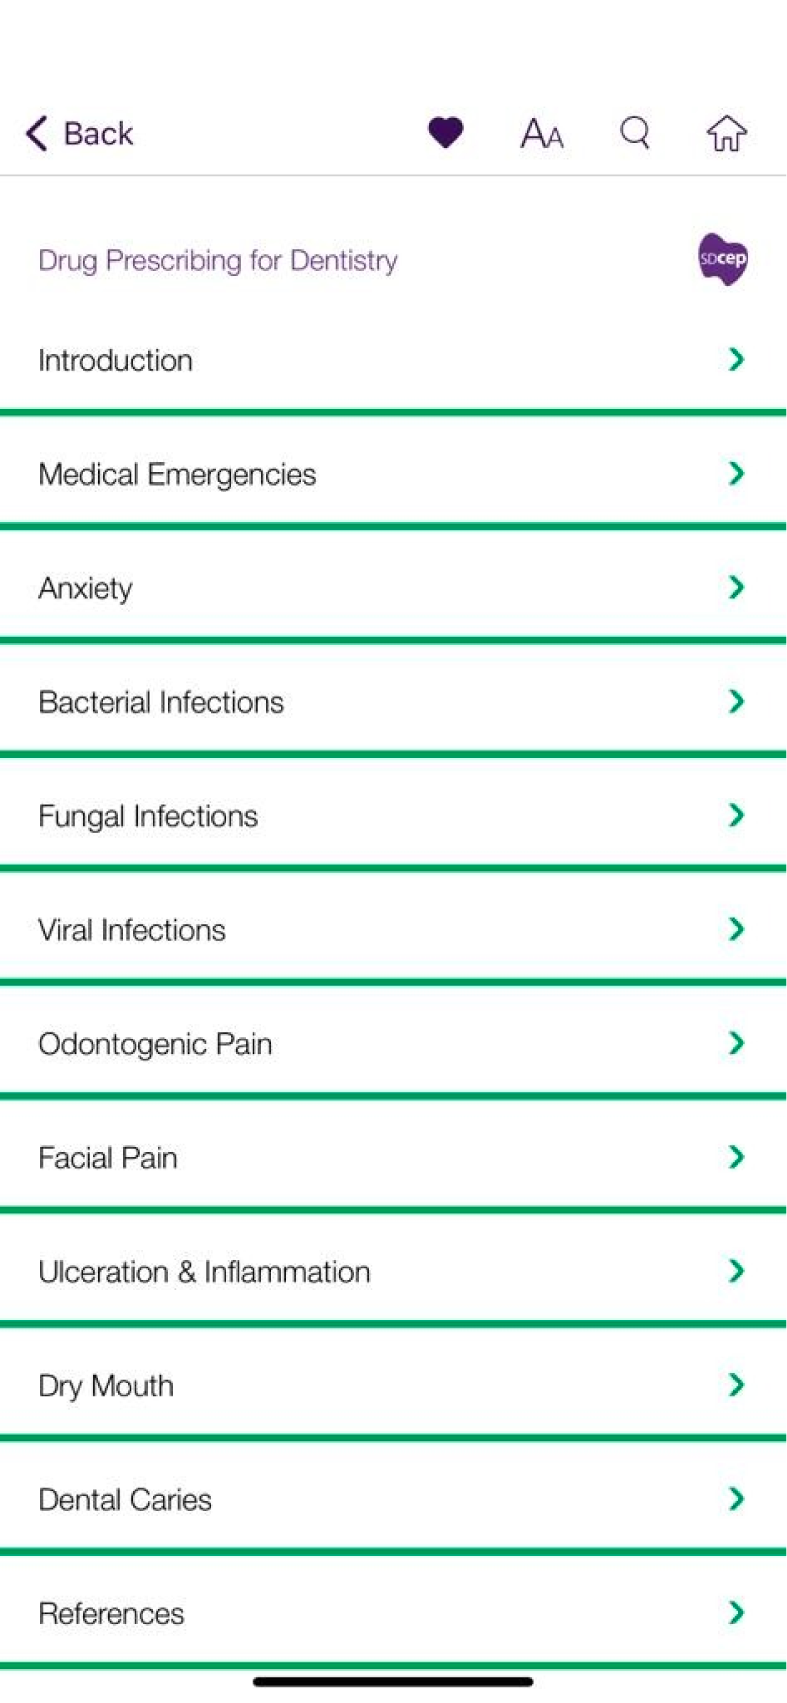 Back
AA
Drug Prescribing for Dentistry
SDcep
Introduction
Medical Emergencies
Anxiety
Bacterial Infections
Fungal Infections
Viral Infections
Odontogenic Pain
Facial Pain
Ulceration & Inflammation
Dry Mouth
Dental Caries
References